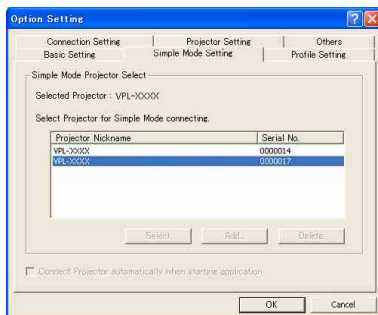 Option Setting
Connection Setting Projector Setting Others
Basic Setting Simple Mode Setting Profile Setting
Simple Mode Projector Select
Selected Projector : VPL-XXXX
Select Projector for Simple Mode connecting.
Projector Nickname Serial No.
VPL-XXXX 0000014
VPL-XXXX 0000017
Select Add... Delete
Connect Projector automatically when starting application
OK Cancel